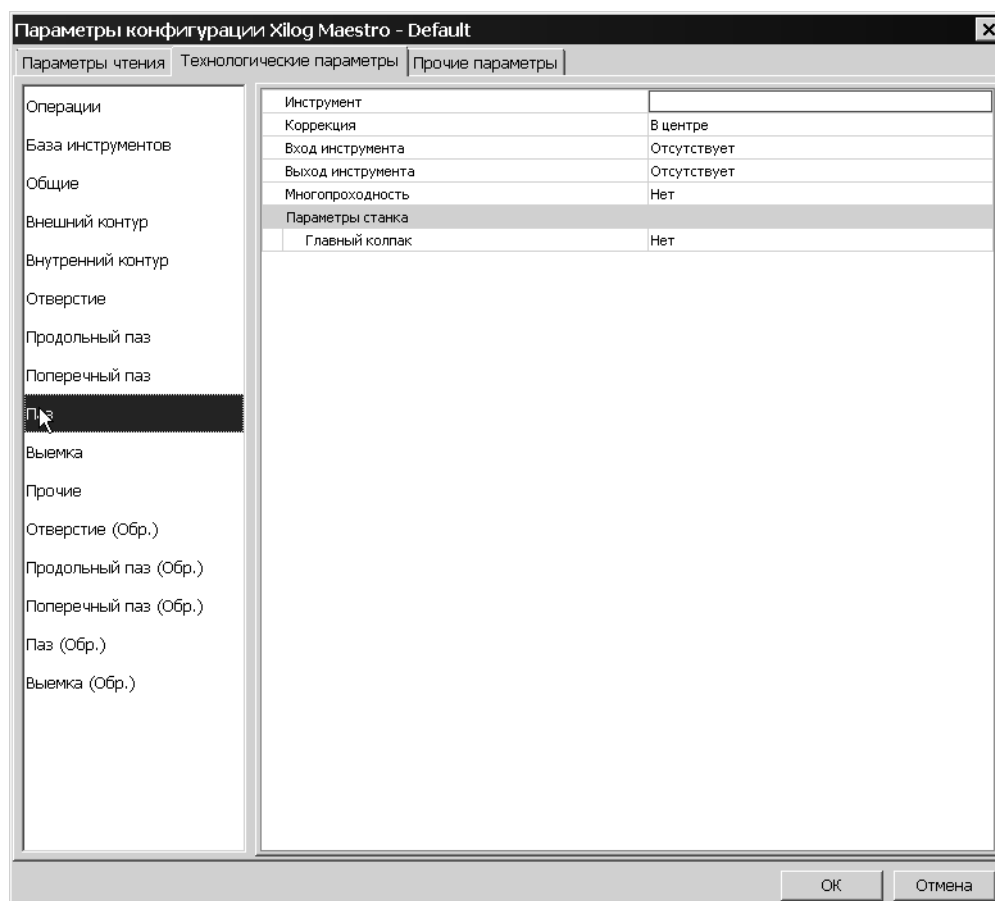 Параметры конфигурации Xilog Maestro - Default
Параметры чтения Технологические параметры Прочие параметры
Операции
База инструментов
Общие
Внешний контур
Внутренний контур
Отверстие
Продольный паз
Поперечный паз
Паз
Выемка
Прочие
Отверстие (Обр.)
Продольный паз (Обр.)
Поперечный паз (Обр.)
Паз (Обр.)
Выемка (Обр.)
Инструмент
Коррекция В центре
Вход инструмента Отсутствует
Выход инструмента Отсутствует
Многопроходность Нет
Параметры станка
Главный колпак Нет
ОК Отмена